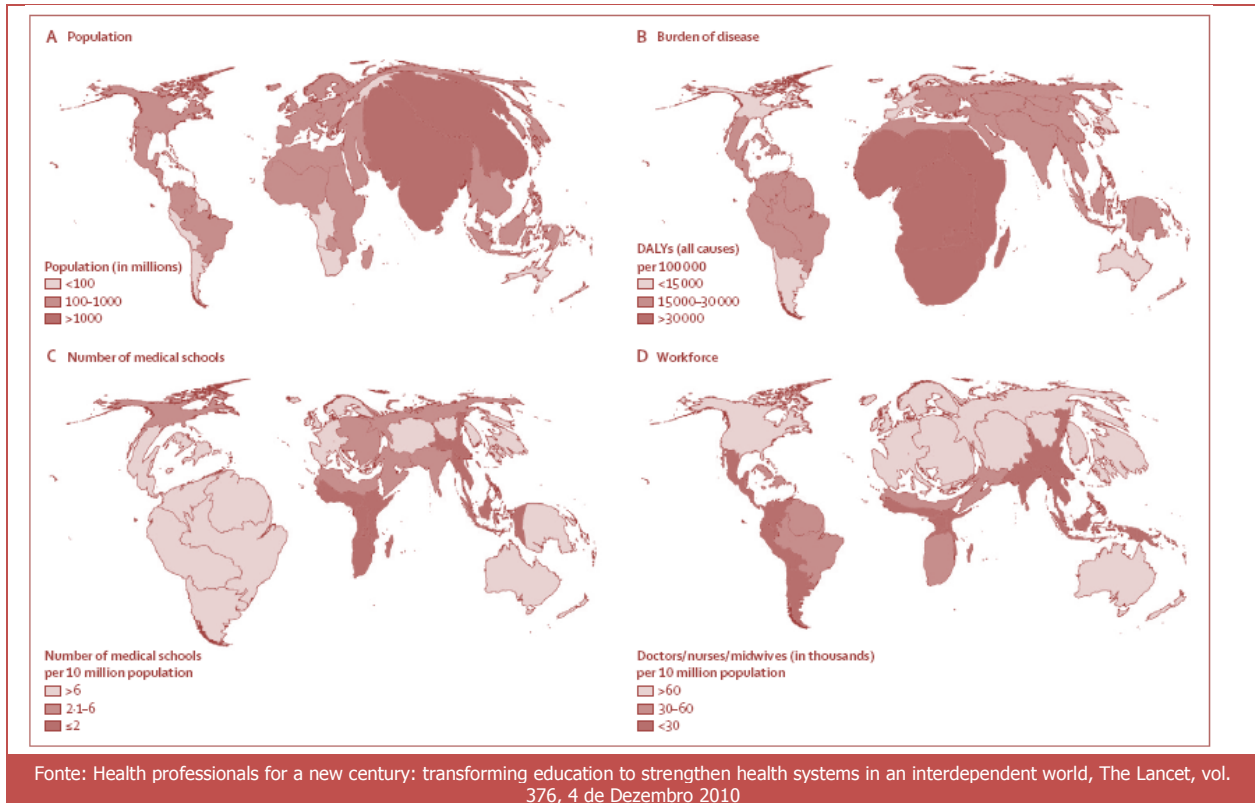 A Population
Population (in millions)
<100
100–1000
>1000
B Burden of disease
DALYs (all causes)
per 100 000
<15 000
15 000–30 000
>30 000
C Number of medical schools
Number of medical schools
per 10 million population
>6
2·1–6
≤2
D Workforce
Doctors/nurses/midwives (in thousands)
per 10 million population
>60
30–60
<30
Fonte: Health professionals for a new century: transforming education to strengthen health systems in an interdependent world, The Lancet, vol.
376, 4 de Dezembro 2010